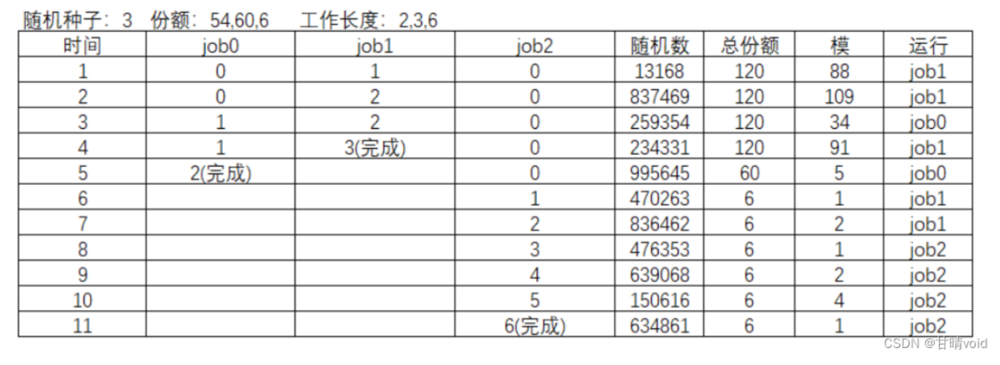 随机种子：3 份额：54,60,6 工作长度：2,3,6
时间 job0 job1 job2 随机数 总份额 模 运行
1 0 1 0 13168 120 88 job1
2 0 2 0 837469 120 109 job1
3 1 2 0 259354 120 34 job0
4 1 3(完成) 0 234331 120 91 job1
5 2(完成) 0 995645 60 5 job0
6 1 470263 6 1 job1
7 2 836462 6 2 job1
8 3 476353 6 1 job2
9 4 639068 6 2 job2
10 5 150616 6 4 job2
11 6(完成) 634861 6 1 job2
CSDN @甘晴void